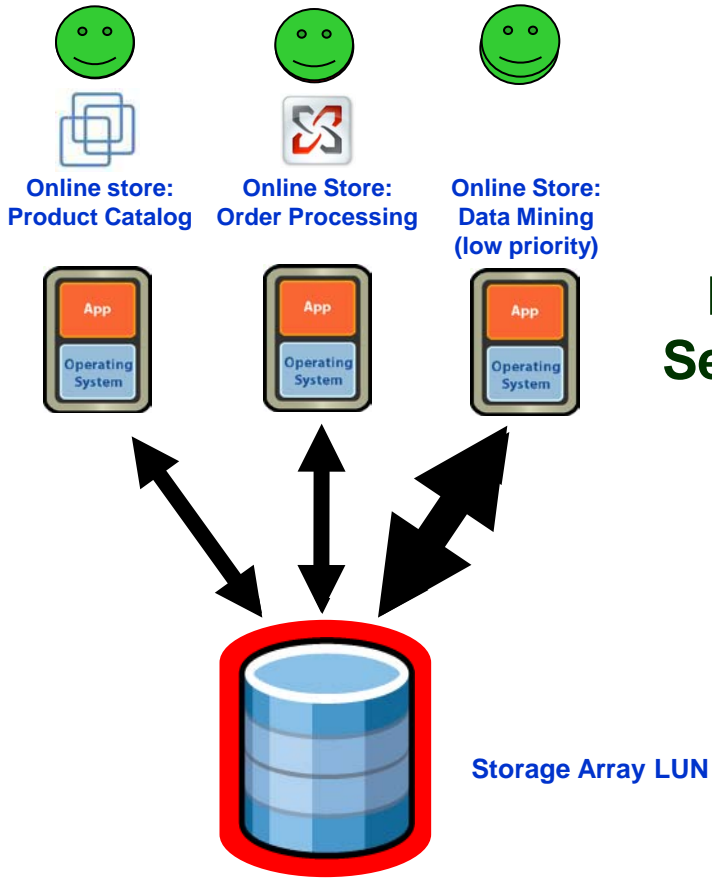 Online store:
Product Catalog
Online Store:
Order Processing
Online Store:
Data Mining
(low priority)
App
Operating
System
App
Operating
System
App
Operating
System
Storage Array LUN